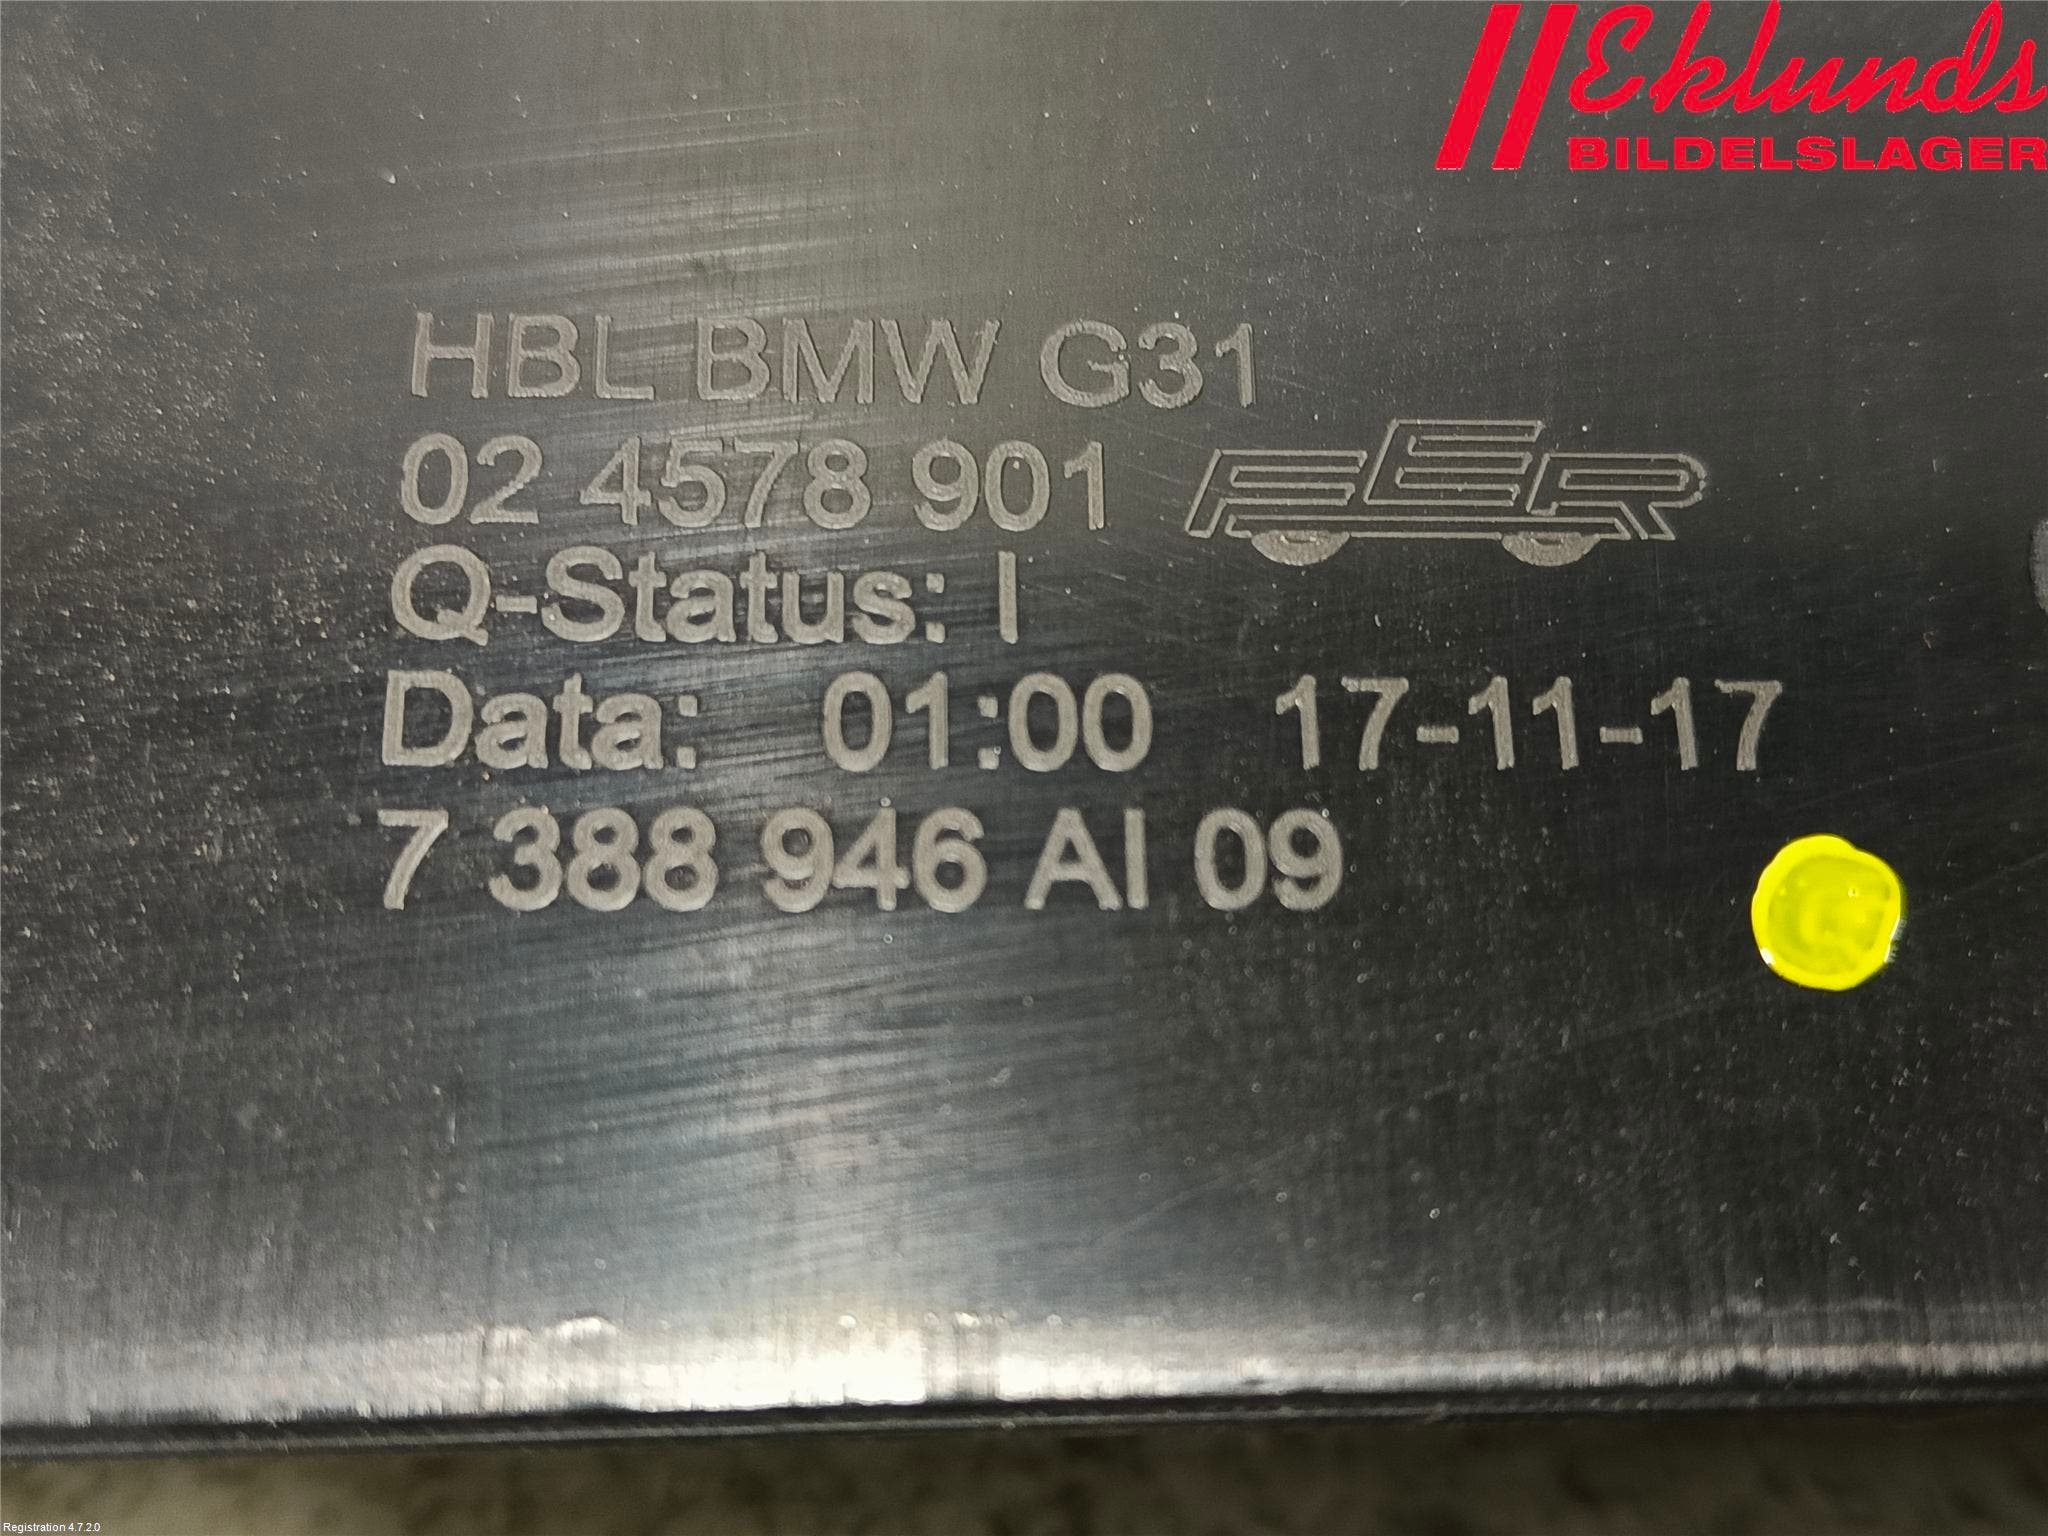 Eklunds
BILDELSLAGER
HBL BMW G31
02 4578 901 FER
Q-Status: I
Data: 01:00 17-11-17
7 388 946 AI 09
Registration 4.7.2.0